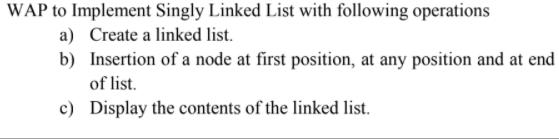 WAP to Implement Singly Linked List with following operations
a) Create a linked list.
b) Insertion of a node at first position, at any position and at end
of list.
c) Display the contents of the linked list.